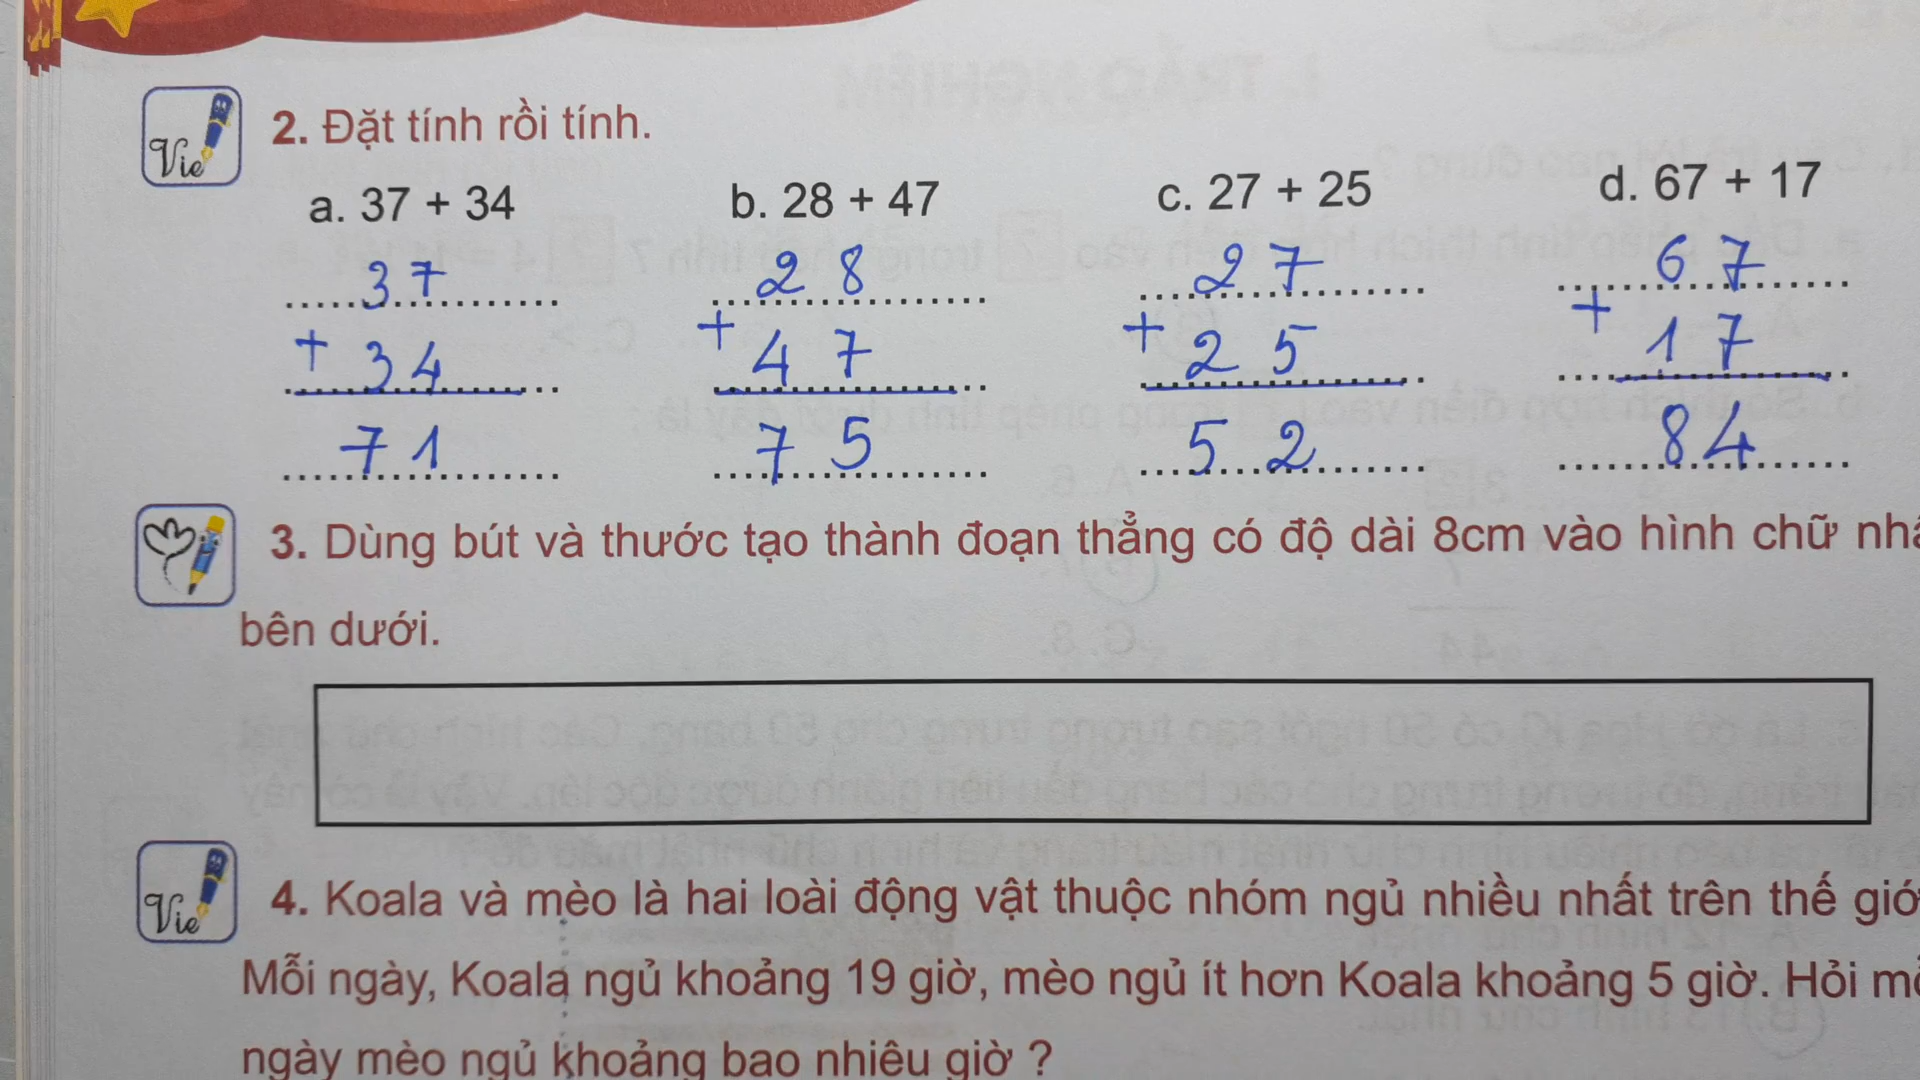 Vie
2. Đặt tính rồi tính.
a. 37 + 34 b. 28 + 47 c. 27 + 25 d. 67 + 17
37 28 27 67
+ 34 + 47 + 25 + 17
71 75 52 84
3. Dùng bút và thước tạo thành đoạn thẳng có độ dài 8cm vào hình chữ
bên dưới.
Vie
4. Koala và mèo là hai loài động vật thuộc nhóm ngủ nhiều nhất trên thế
Mỗi ngày, Koala ngủ khoảng 19 giờ, mèo ngủ ít hơn Koala khoảng 5 giờ. Hỏi
ngày mèo ngủ khoảng bao nhiêu giờ ?